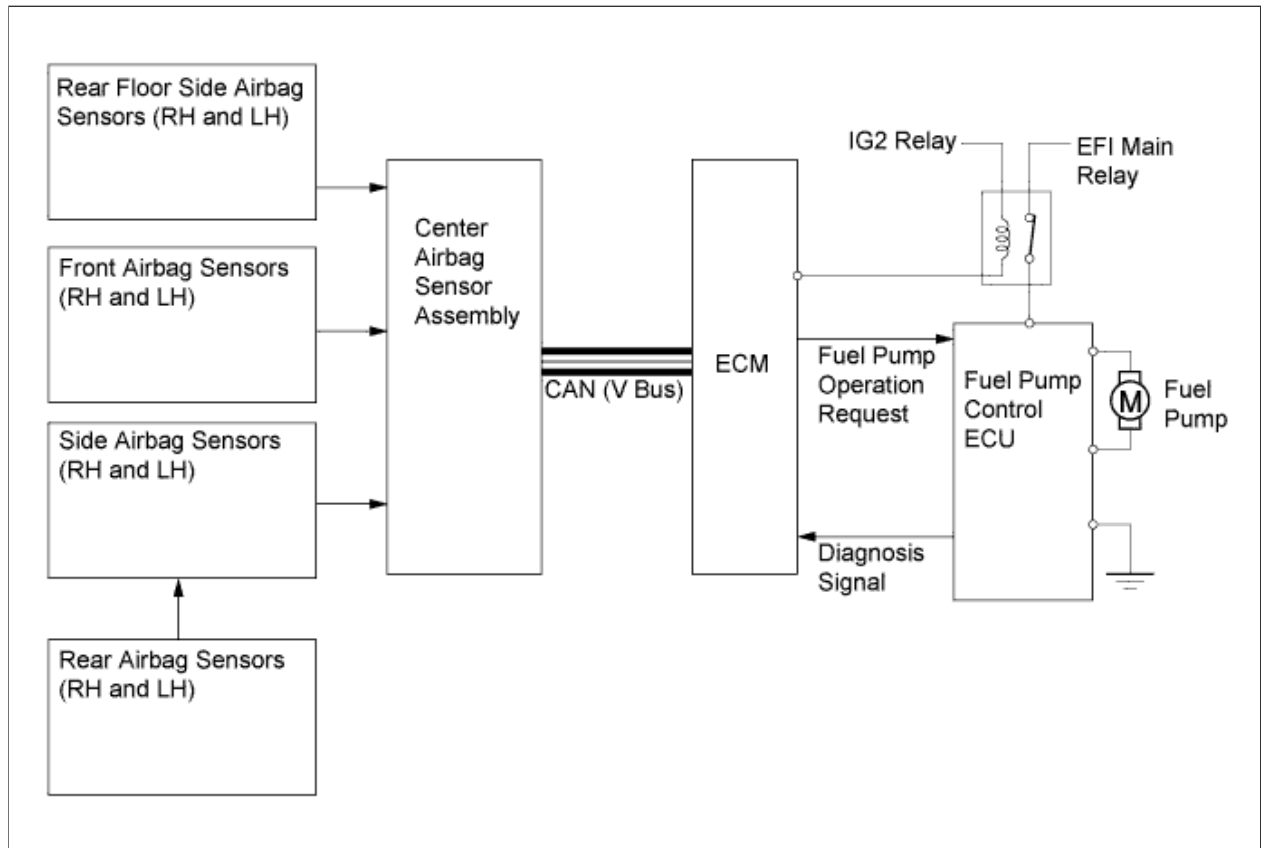 Rear Floor Side Airbag
Sensors (RH and LH)
Front Airbag Sensors
(RH and LH)
Side Airbag Sensors
(RH and LH)
Rear Airbag Sensors
(RH and LH)
Center
Airbag
Sensor
Assembly
CAN (V Bus)
ECM
IG2 Relay
EFI Main
Relay
Fuel Pump
Operation
Request
Diagnosis
Signal
Fuel Pump
Control
ECU
M
Fuel
Pump